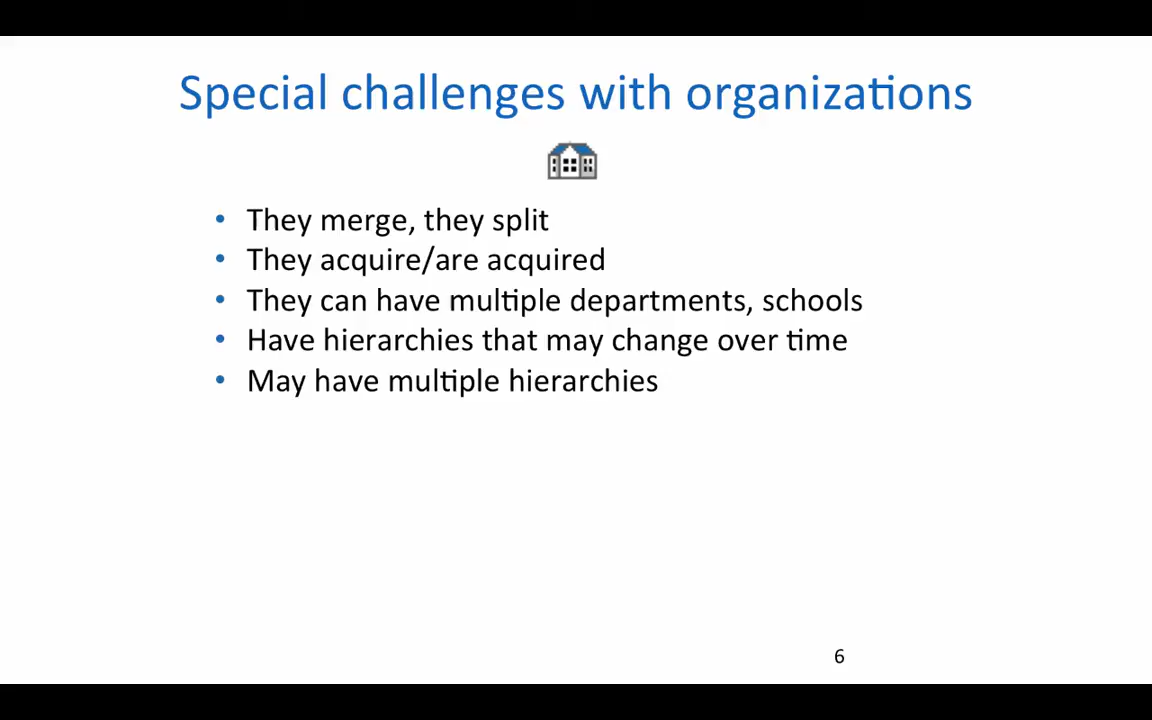 Special challenges with organizations
• They merge, they split
• They acquire/are acquired
• They can have multiple departments, schools
• Have hierarchies that may change over time
• May have multiple hierarchies
6